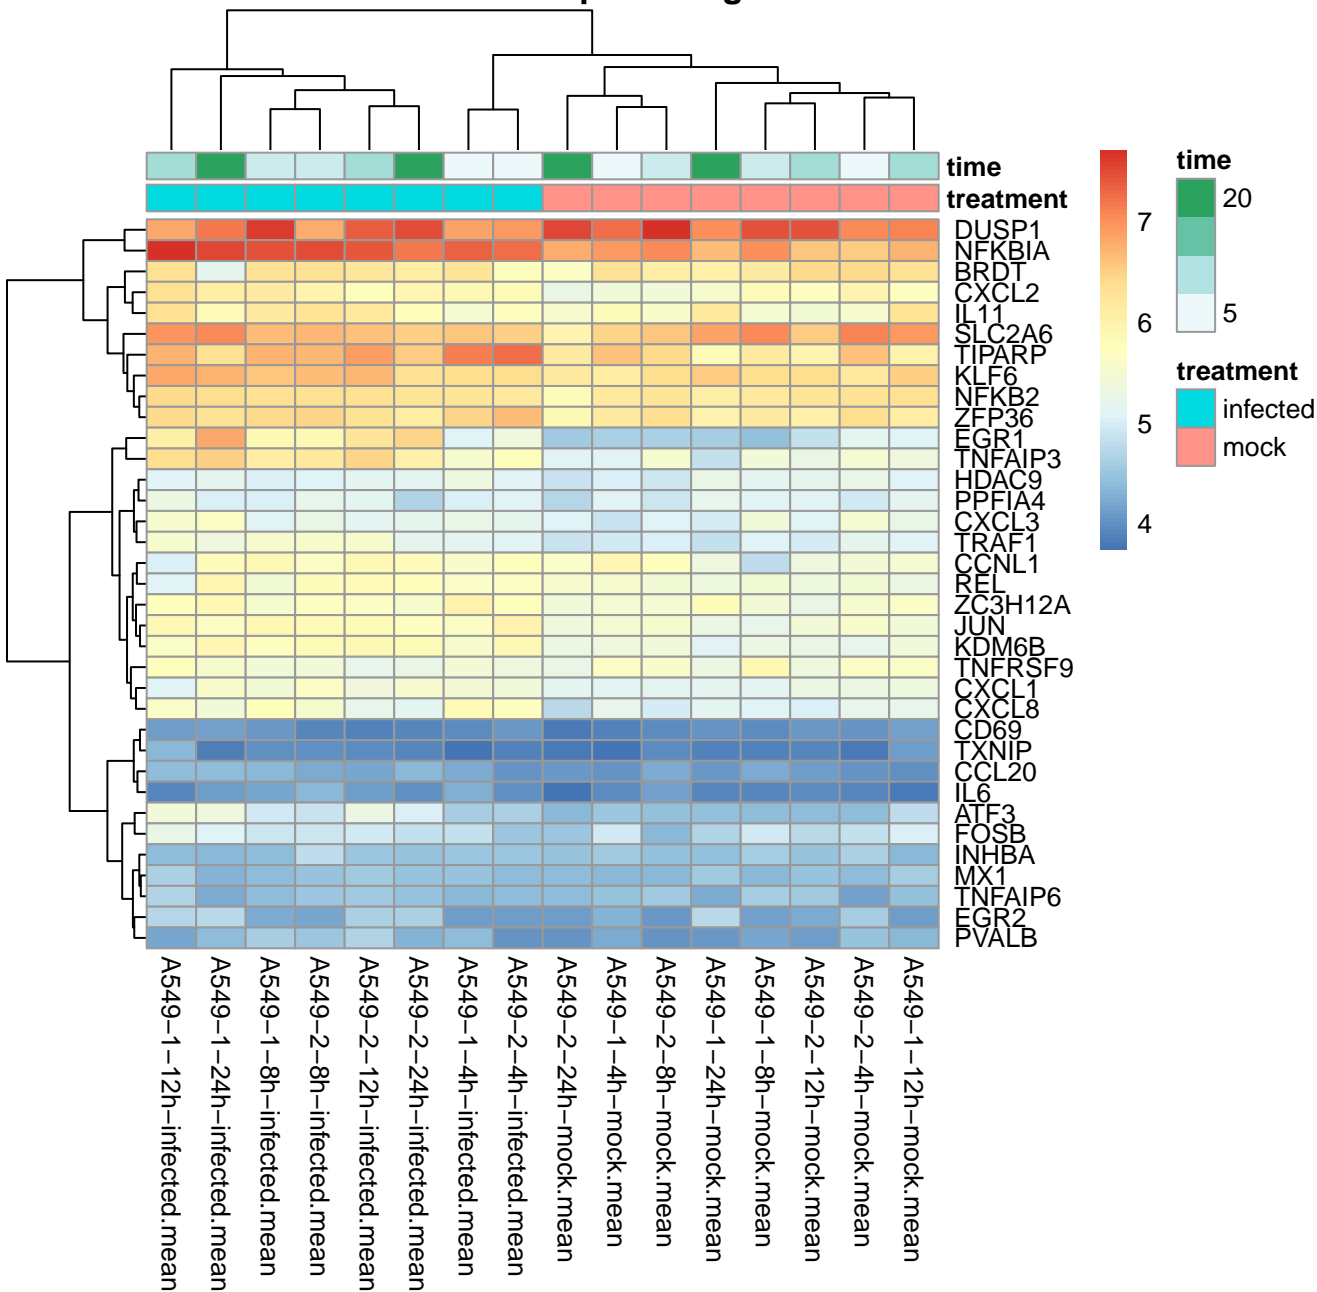 time
treatment
DUSP1
NFKBIA
BRDT
CXCL2
IL11
SLC2A6
TIPARP
KLF6
NFKB2
ZFP36
EGR1
TNFAIP3
HDAC9
PPFIA4
CXCL3
TRAF1
CCNL1
REL
ZC3H12A
JUN
KDM6B
TNFRSF9
CXCL1
CXCL8
CD69
TXNIP
CCL20
IL6
ATF3
FOSB
INHBA
MX1
TNFAIP6
EGR2
PVALB
A549−1−12h−infected.mean
A549−1−24h−infected.mean
A549−1−8h−infected.mean
A549−2−8h−infected.mean
A549−2−12h−infected.mean
A549−2−24h−infected.mean
A549−1−4h−infected.mean
A549−2−4h−infected.mean
A549−2−24h−mock.mean
A549−1−4h−mock.mean
A549−2−8h−mock.mean
A549−1−24h−mock.mean
A549−1−8h−mock.mean
A549−2−12h−mock.mean
A549−2−4h−mock.mean
A549−1−12h−mock.mean
7
6
5
4
time
20
5
treatment
infected
mock